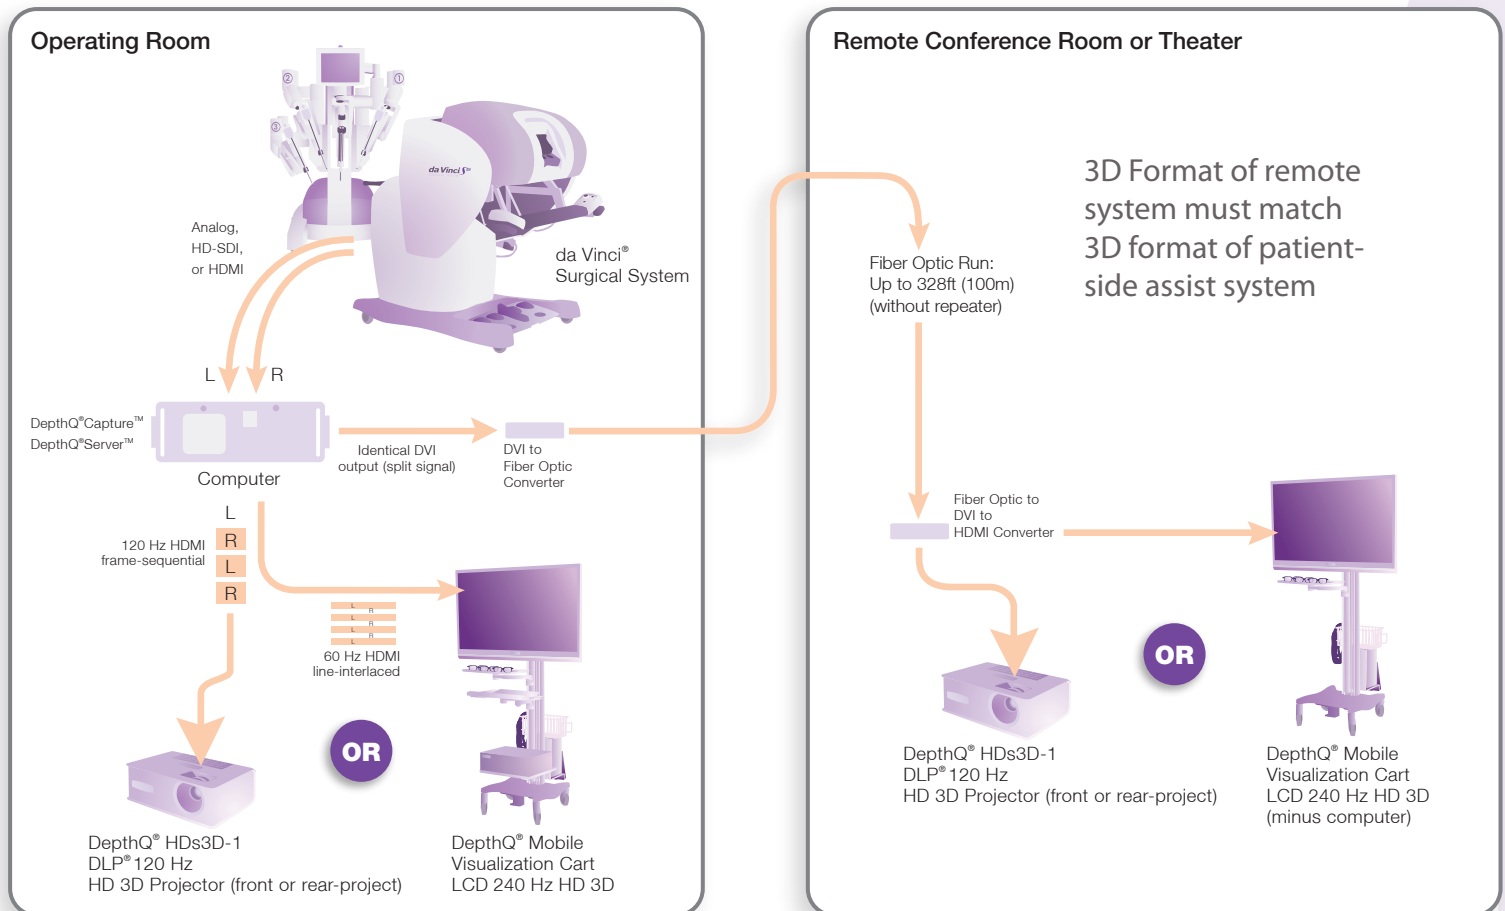 Operating Room
②
①
③
da Vinci S
Analog,
HD-SDI,
or HDMI
da Vinci®
Surgical System
L
R
DepthQ®Capture™
DepthQ®Server™
Computer
Identical DVI
output (split signal)
DVI to
Fiber Optic
Converter
L
R
L
R
120 Hz HDMI
frame-sequential
L
R
L
R
L
R
L
60 Hz HDMI
line-interlaced
OR
DepthQ® HDs3D-1
DLP® 120 Hz
HD 3D Projector (front or rear-project)
DepthQ® Mobile
Visualization Cart
LCD 240 Hz HD 3D
Remote Conference Room or Theater
3D Format of remote
system must match
3D format of patient-
side assist system
Fiber Optic Run:
Up to 328ft (100m)
(without repeater)
Fiber Optic to
DVI to
HDMI Converter
OR
DepthQ® HDs3D-1
DLP® 120 Hz
HD 3D Projector (front or rear-project)
DepthQ® Mobile
Visualization Cart
LCD 240 Hz HD 3D
(minus computer)